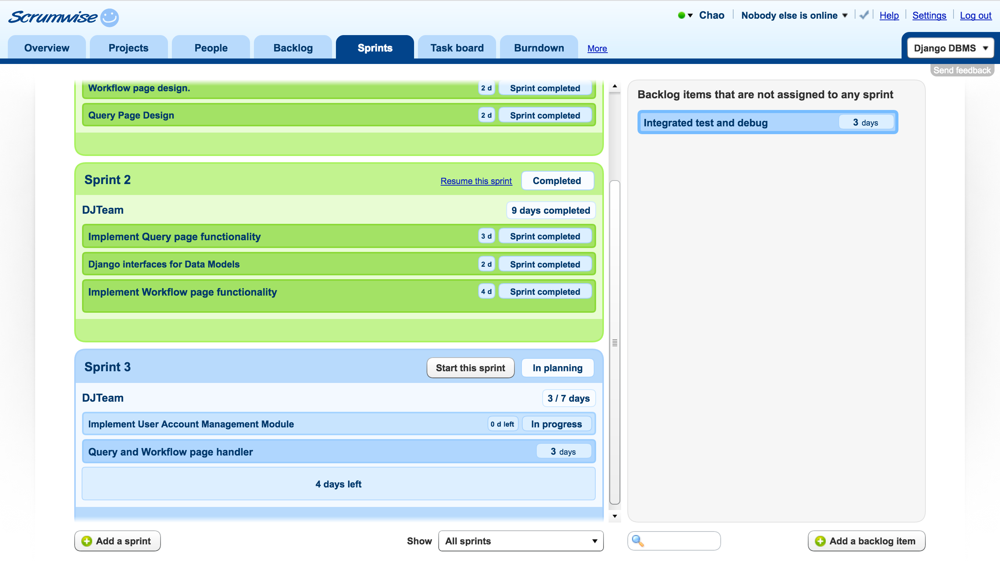 Scrumwise
Chao
Nobody else is online
Help
Settings
Log out
Overview
Projects
People
Backlog
Sprints
Task board
Burndown
More
Django DBMS
Send feedback
Workflow page design. 2 d Sprint completed
Query Page Design 2 d Sprint completed
Sprint 2 Resume this sprint Completed
DJTeam 9 days completed
Implement Query page functionality 3 d Sprint completed
Django interfaces for Data Models 2 d Sprint completed
Implement Workflow page functionality 4 d Sprint completed
Sprint 3 Start this sprint In planning
DJTeam 3 / 7 days
Implement User Account Management Module 0 d left In progress
Query and Workflow page handler 3 days
4 days left
Add a sprint
Show All sprints
Backlog items that are not assigned to any sprint
Integrated test and debug 3 days
Add a backlog item